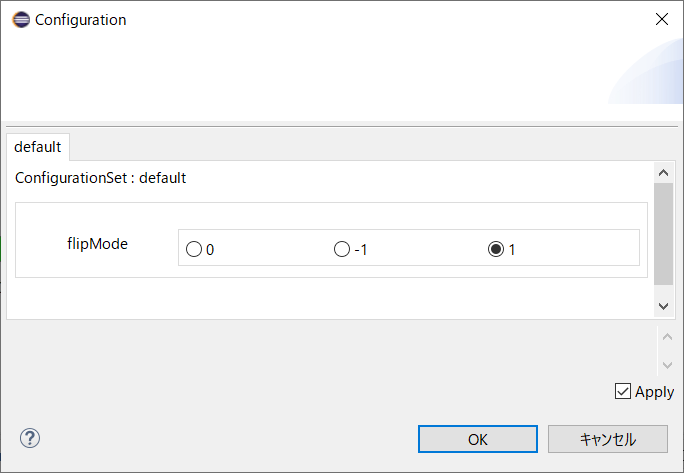 Configuration
default
ConfigurationSet : default
flipMode 0 -1 1
Apply
? OK キャンセル